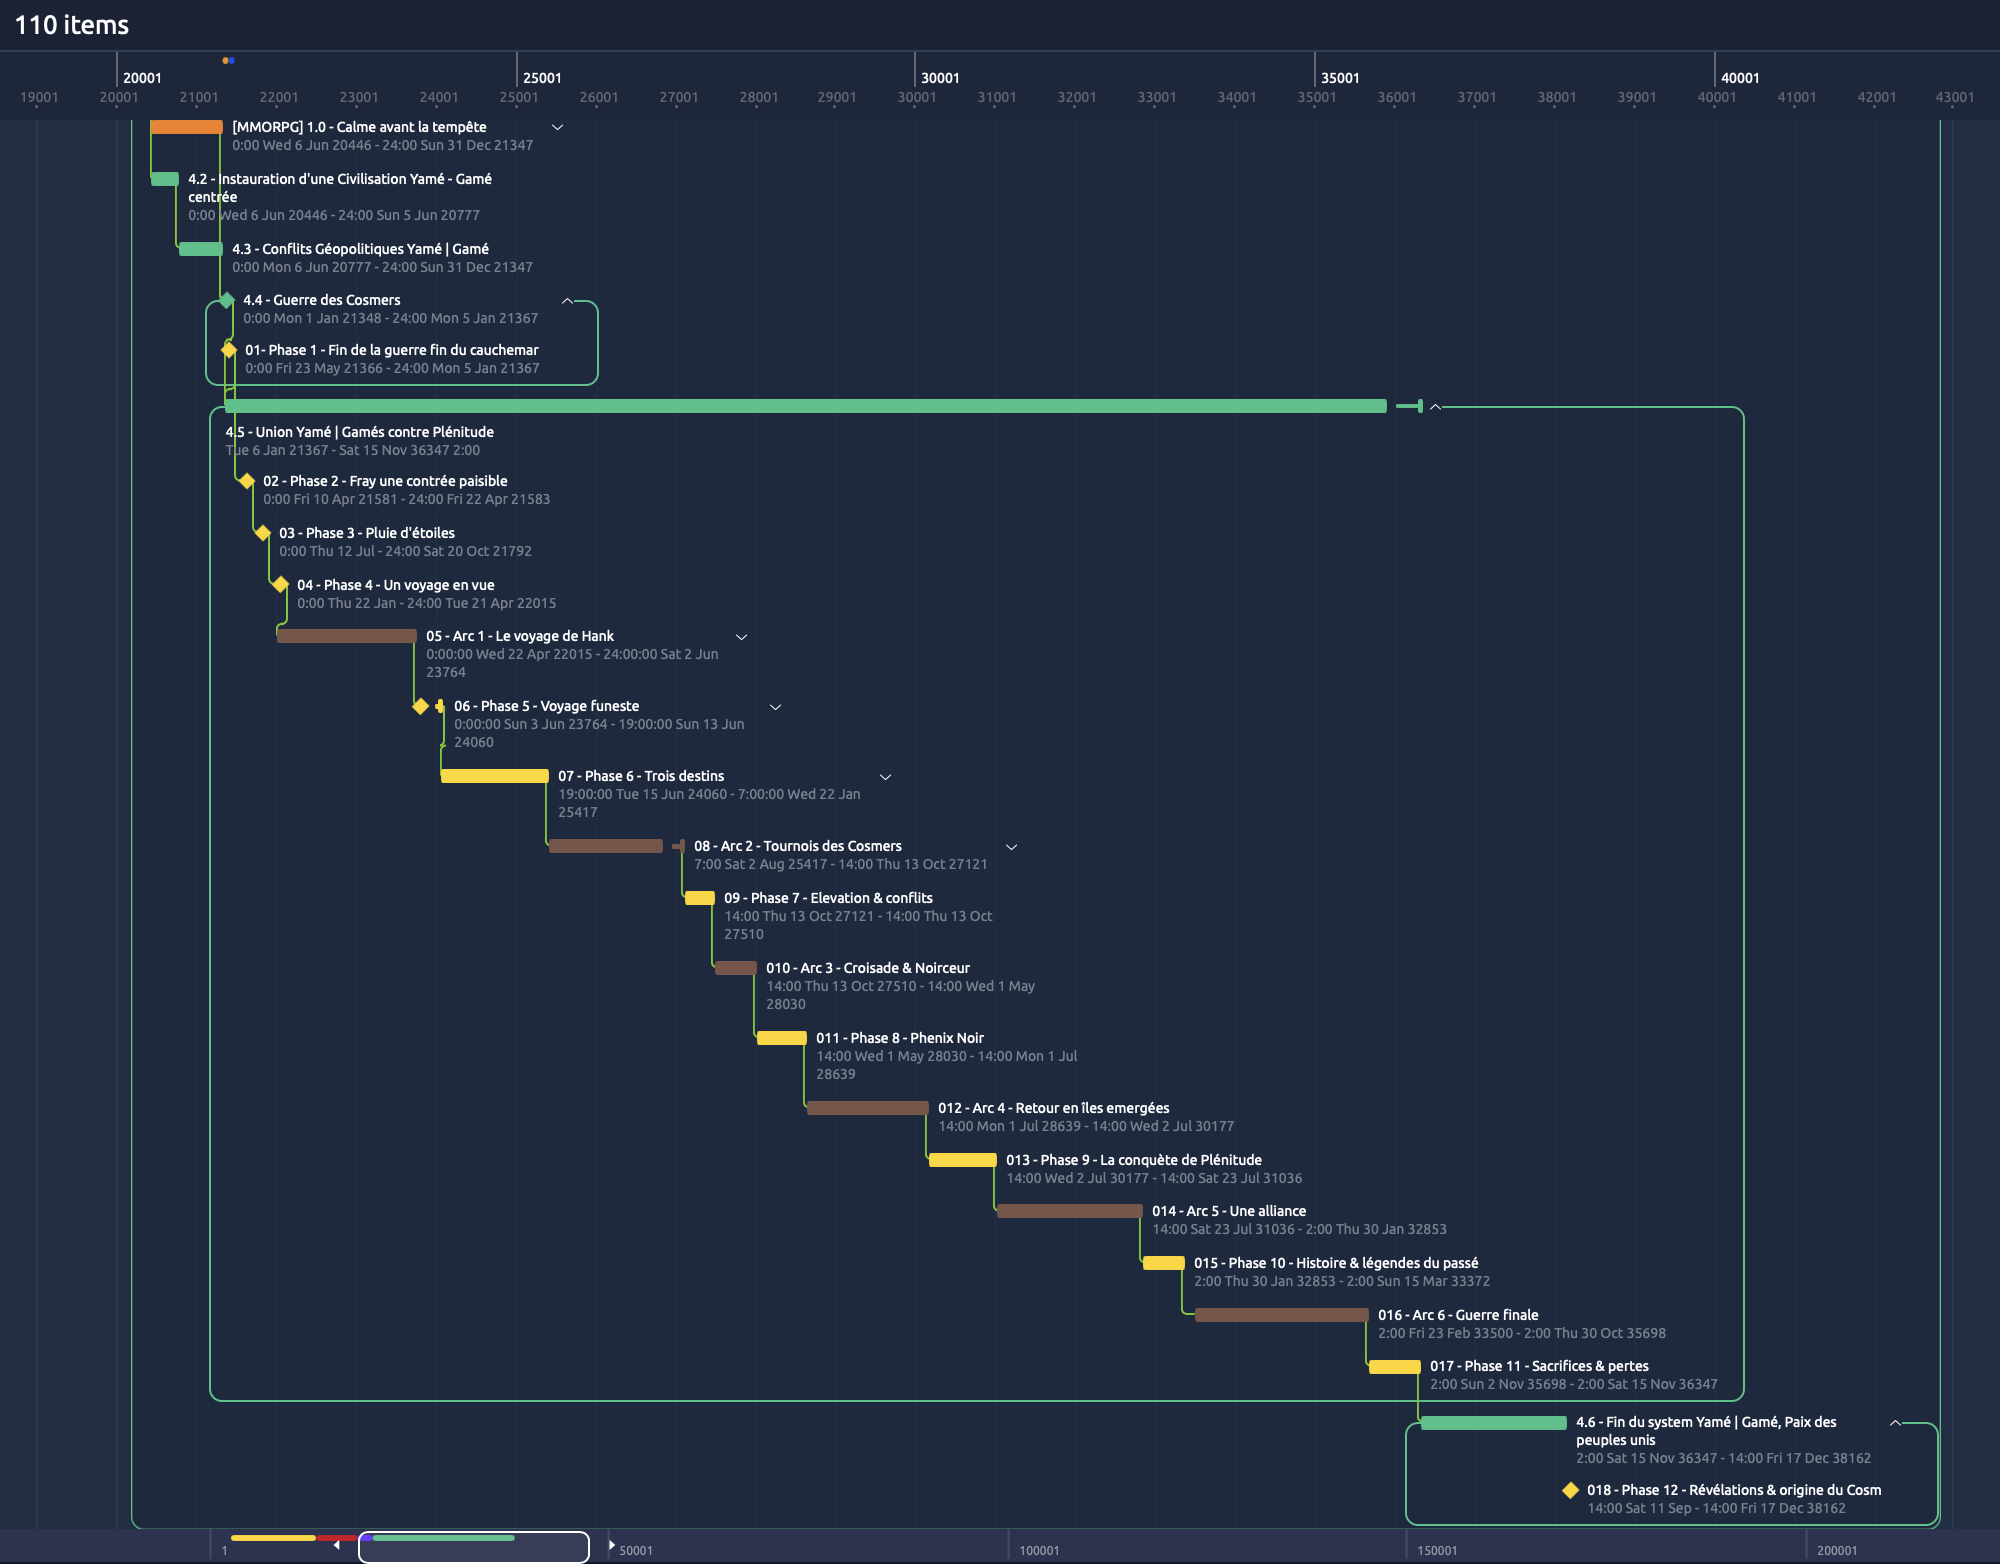 110 items
20001 25001 30001 35001 40001
19001 20001 21001 22001 23001 24001 25001 26001 27001 28001 29001 30001 31001 32001 33001 34001 35001 36001 37001 38001 39001 40001 41001 42001 43001
[MMORPG] 1.0 - Calme avant la tempête
0:00 Wed 6 Jun 20446 - 24:00 Sun 31 Dec 21347
4.2 - Instauration d'une Civilisation Yamé - Gamé
centrée
0:00 Wed 6 Jun 20446 - 24:00 Sun 5 Jun 20777
4.3 - Conflits Géopolitiques Yamé | Gamé
0:00 Mon 6 Jun 20777 - 24:00 Sun 31 Dec 21347
4.4 - Guerre des Cosmers
0:00 Mon 1 Jan 21348 - 24:00 Mon 5 Jan 21367
01- Phase 1 - Fin de la guerre fin du cauchemar
0:00 Fri 23 May 21366 - 24:00 Mon 5 Jan 21367
4.5 - Union Yamé | Gamés contre Plénitude
Tue 6 Jan 21367 - Sat 15 Nov 36347 2:00
02 - Phase 2 - Fray une contrée paisible
0:00 Fri 10 Apr 21581 - 24:00 Fri 22 Apr 21583
03 - Phase 3 - Pluie d'étoiles
0:00 Thu 12 Jul - 24:00 Sat 20 Oct 21792
04 - Phase 4 - Un voyage en vue
0:00 Thu 22 Jan - 24:00 Tue 21 Apr 22015
05 - Arc 1 - Le voyage de Hank
0:00:00 Wed 22 Apr 22015 - 24:00:00 Sat 2 Jun
23764
06 - Phase 5 - Voyage funeste
0:00:00 Sun 3 Jun 23764 - 19:00:00 Sun 13 Jun
24060
07 - Phase 6 - Trois destins
19:00:00 Tue 15 Jun 24060 - 7:00:00 Wed 22 Jan
25417
08 - Arc 2 - Tournois des Cosmers
7:00 Sat 2 Aug 25417 - 14:00 Thu 13 Oct 27121
09 - Phase 7 - Elevation & conflits
14:00 Thu 13 Oct 27121 - 14:00 Thu 13 Oct
27510
010 - Arc 3 - Croisade & Noirceur
14:00 Thu 13 Oct 27510 - 14:00 Wed 1 May
28030
011 - Phase 8 - Phenix Noir
14:00 Wed 1 May 28030 - 14:00 Mon 1 Jul
28639
012 - Arc 4 - Retour en îles emergées
14:00 Mon 1 Jul 28639 - 14:00 Wed 2 Jul 30177
013 - Phase 9 - La conquète de Plénitude
14:00 Wed 2 Jul 30177 - 14:00 Sat 23 Jul 31036
014 - Arc 5 - Une alliance
14:00 Sat 23 Jul 31036 - 2:00 Thu 30 Jan 32853
015 - Phase 10 - Histoire & légendes du passé
2:00 Thu 30 Jan 32853 - 2:00 Sun 15 Mar 33372
016 - Arc 6 - Guerre finale
2:00 Fri 23 Feb 33500 - 2:00 Thu 30 Oct 35698
017 - Phase 11 - Sacrifices & pertes
2:00 Sun 2 Nov 35698 - 2:00 Sat 15 Nov 36347
4.6 - Fin du system Yamé | Gamé, Paix des
peuples unis
2:00 Sat 15 Nov 36347 - 14:00 Fri 17 Dec 38162
018 - Phase 12 - Révélations & origine du Cosm
14:00 Sat 11 Sep - 14:00 Fri 17 Dec 38162
1 50001 100001 150001 200001